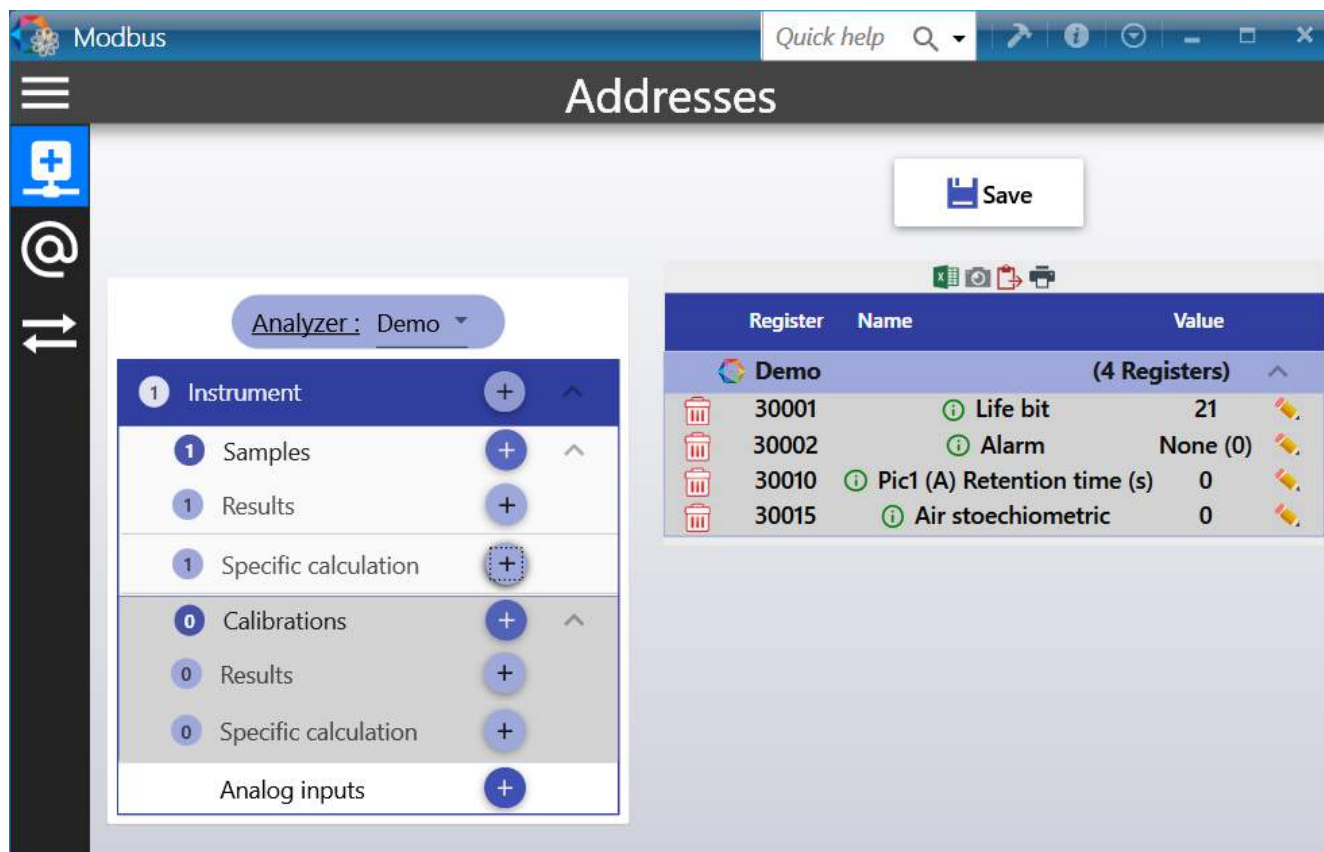 Modbus
Quick help
Addresses
Save
Analyzer : Demo
1 Instrument +
1 Samples +
1 Results +
1 Specific calculation +
0 Calibrations +
0 Results +
0 Specific calculation +
Analog inputs +
Register Name Value
Demo (4 Registers)
30001 Life bit 21
30002 Alarm None (0)
30010 Pic1 (A) Retention time (s) 0
30015 Air stoechiometric 0